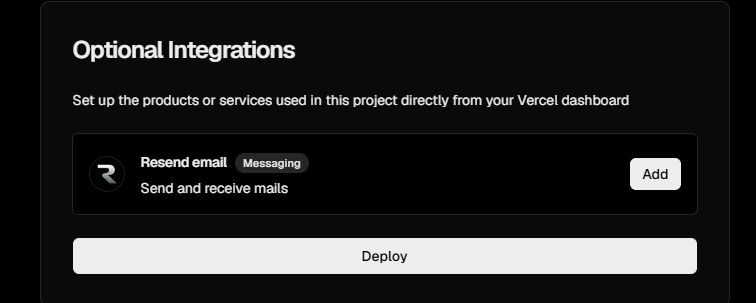 Optional Integrations
Set up the products or services used in this project directly from your Vercel dashboard
Resend email Messaging
Send and receive mails
Add
Deploy